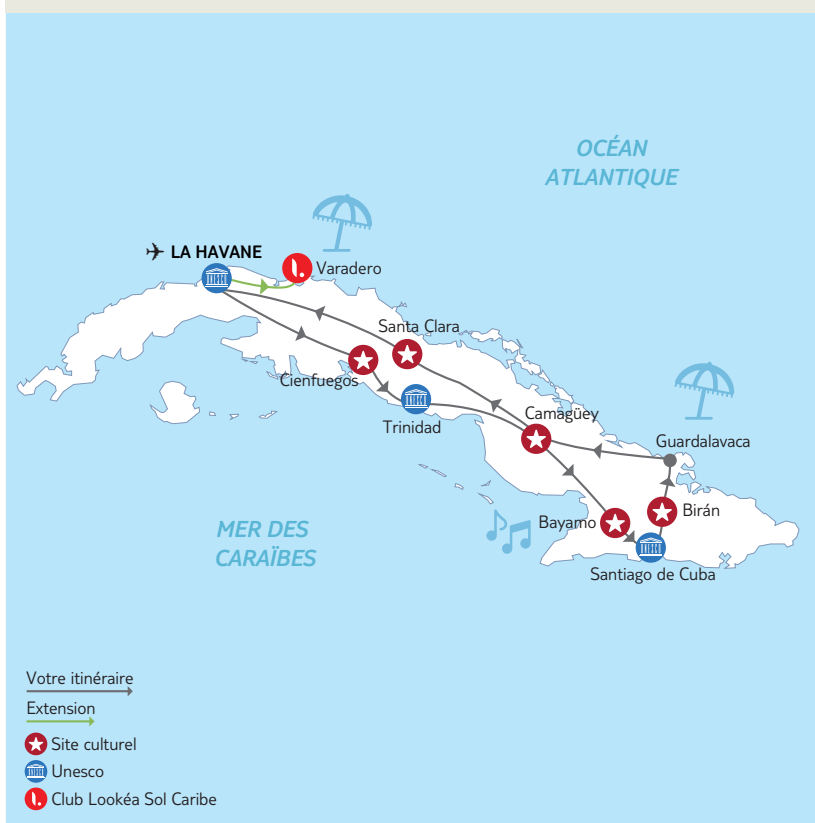 OCÉAN
ATLANTIQUE
LA HAVANE
Varadero
Santa Clara
Cienfuegos
Trinidad
Camagüey
Guardalavaca
Bayamo
Birán
Santiago de Cuba
MER DES
CARAÏBES
Votre itinéraire
Extension
Site culturel
Unesco
Club Lookéa Sol Caribe